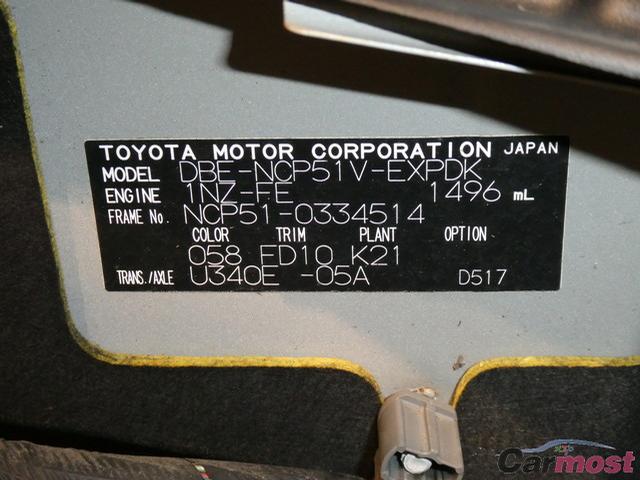 TOYOTA MOTOR CORPORATION JAPAN
MODEL DBE-NCP51V-EXPDK
ENGINE 1NZ-FE 1496 mL
FRAME No. NCP51-0334514
COLOR TRIM PLANT OPTION
058 FD10 K21
TRANS./AXLE U340E -05A D517
Carmost